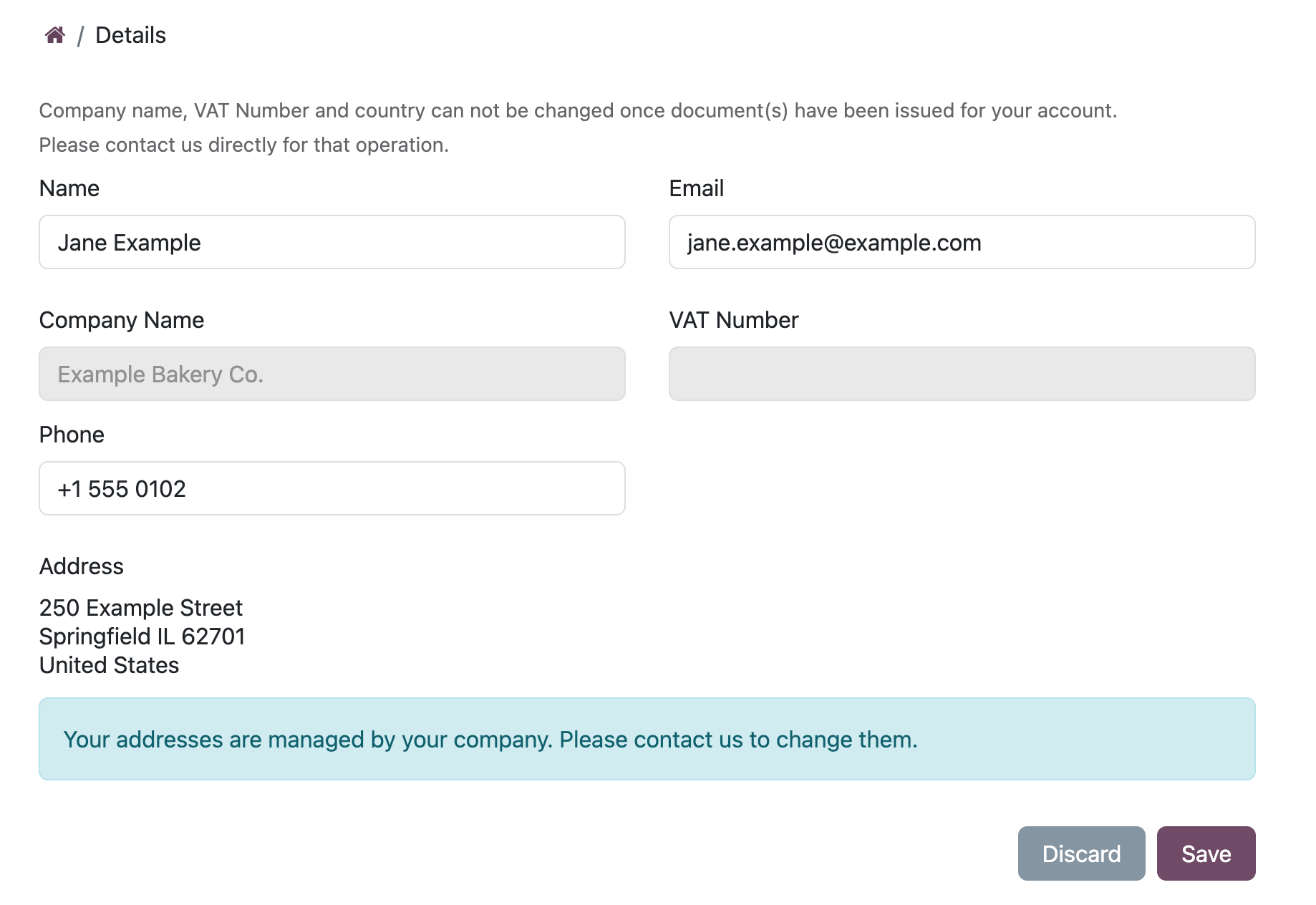 / Details
Company name, VAT Number and country can not be changed once document(s) have been issued for your account.
Please contact us directly for that operation.
Name
Email
Jane Example
jane.example@example.com
Company Name
VAT Number
Example Bakery Co.
Phone
+1 555 0102
Address
250 Example Street
Springfield IL 62701
United States
Your addresses are managed by your company. Please contact us to change them.
Discard
Save